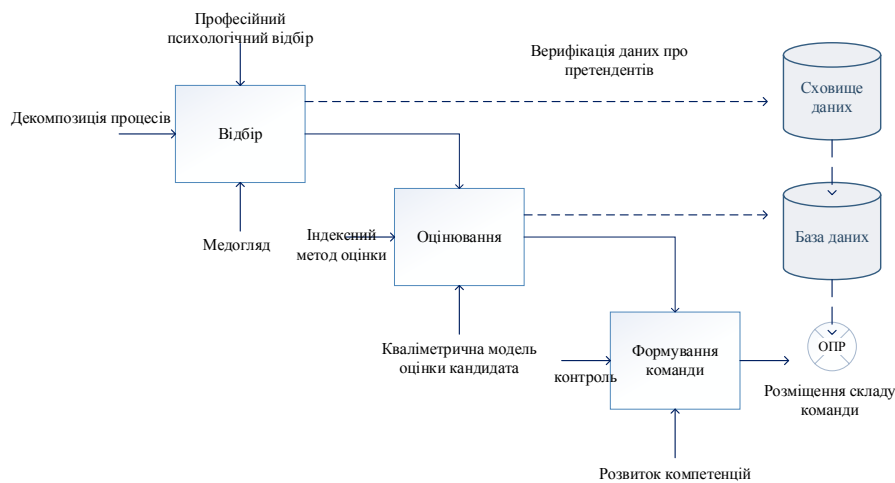 Професійний
психологічний відбір
Верифікація даних про
претендентів
Сховище
даних
Декомпозиція процесів
Відбір
Медогляд
Індексний
метод оцінки
Оцінювання
База даних
Кваліметрична модель
оцінки кандидата
контроль
Формування
команди
ОПР
Розміщення складу
команди
Розвиток компетенцій